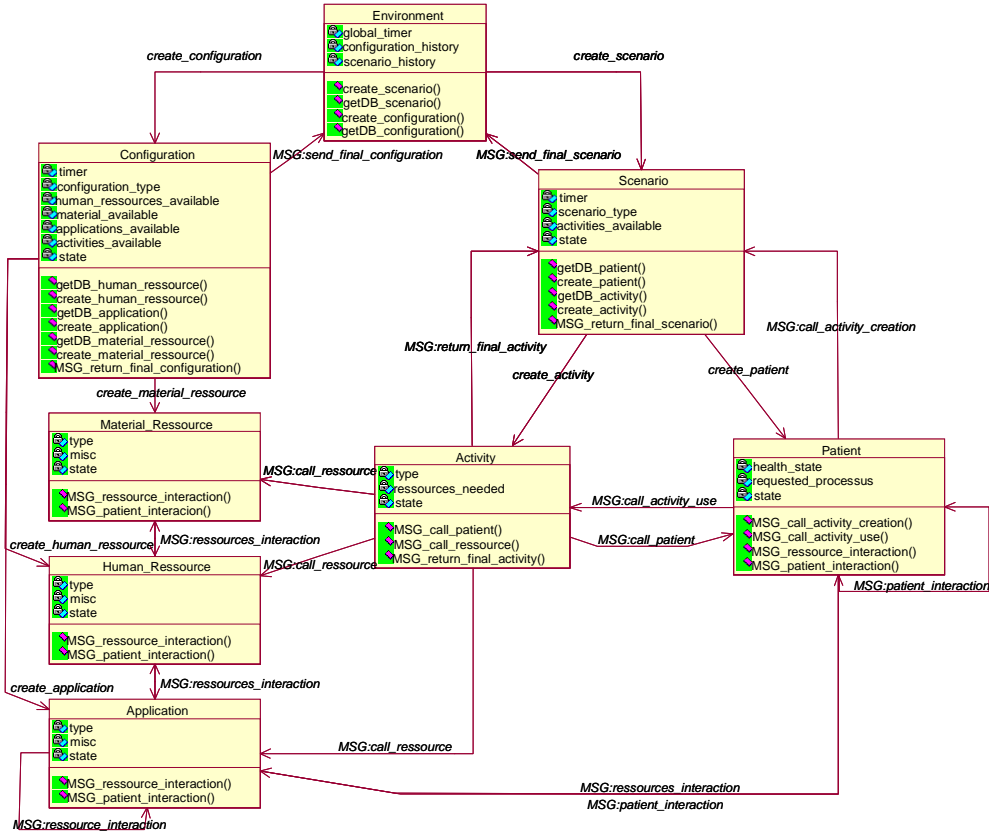 Environment
global_timer
configuration_history
scenario_history
create_scenario()
getDB_scenario()
create_configuration()
getDB_configuration()
create_configuration
create_scenario
MSG:send_final_configuration
MSG:send_final_scenario
Configuration
timer
configuration_type
human_ressources_available
material_available
applications_available
activities_available
state
getDB_human_ressource()
create_human_ressource()
getDB_application()
create_application()
getDB_material_ressource()
create_material_ressource()
MSG_return_final_configuration()
Scenario
timer
scenario_type
activities_available
state
getDB_patient()
create_patient()
getDB_activity()
create_activity()
MSG_return_final_scenario()
MSG:call_activity_creation
MSG:return_final_activity
create_activity
create_patient
create_material_ressource
Material_Ressource
type
misc
state
MSG_ressource_interaction()
MSG_patient_interacion()
MSG:call_ressource
Activity
type
ressources_needed
state
MSG_call_patient()
MSG_call_ressource()
MSG_return_final_activity()
Patient
health_state
requested_processus
state
MSG_call_activity_creation()
MSG_call_activity_use()
MSG_ressource_interaction()
MSG_patient_interaction()
MSG:call_activity_use
MSG:call_patient
MSG:patient_interaction
create_human_ressource
MSG:ressources_interaction
MSG:call_ressource
Human_Ressource
type
misc
state
MSG_ressource_interaction()
MSG_patient_interaction()
create_application
MSG:ressources_interaction
Application
type
misc
state
MSG_ressource_interaction()
MSG_patient_interaction()
MSG:call_ressource
MSG:ressources_interaction
MSG:patient_interaction
MSG:ressource_interaction